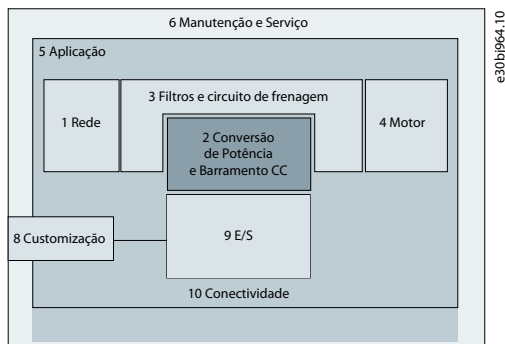 6 Manutenção e Serviço
5 Aplicação
3 Filtros e circuito de frenagem
1 Rede
4 Motor
2 Conversão
de Potência
e Barramento CC
8 Customização
9 E/S
10 Conectividade
e30bi964.10